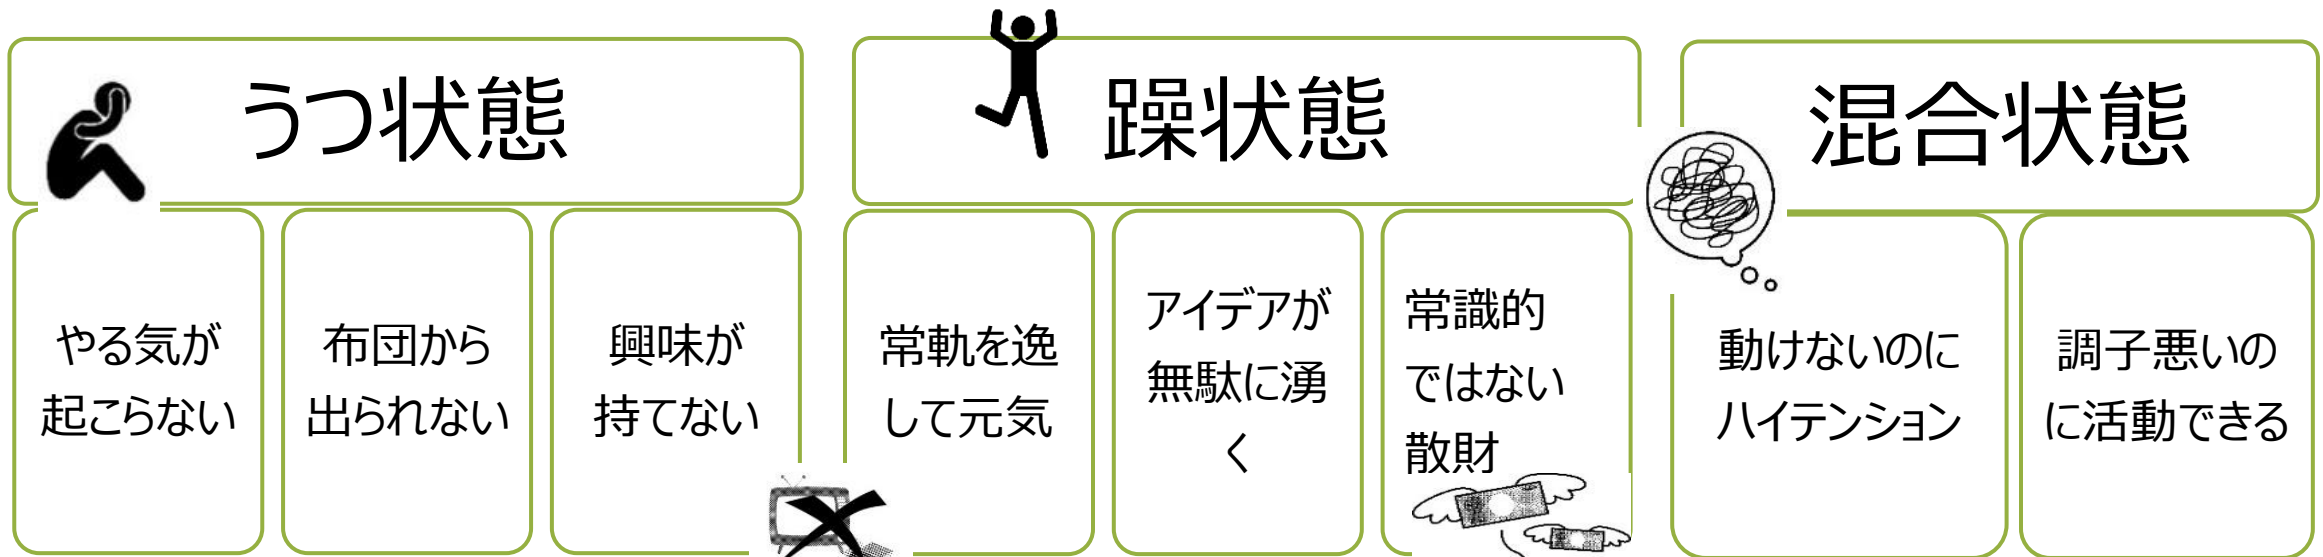 うつ状態
やる気が
起こらない
布団から
出られない
興味が
持てない
躁状態
常軌を逸
して元気
アイデアが
無駄に湧
く
常識的
ではない
散財
混合状態
動けないのに
ハイテンション
調子悪いの
に活動できる